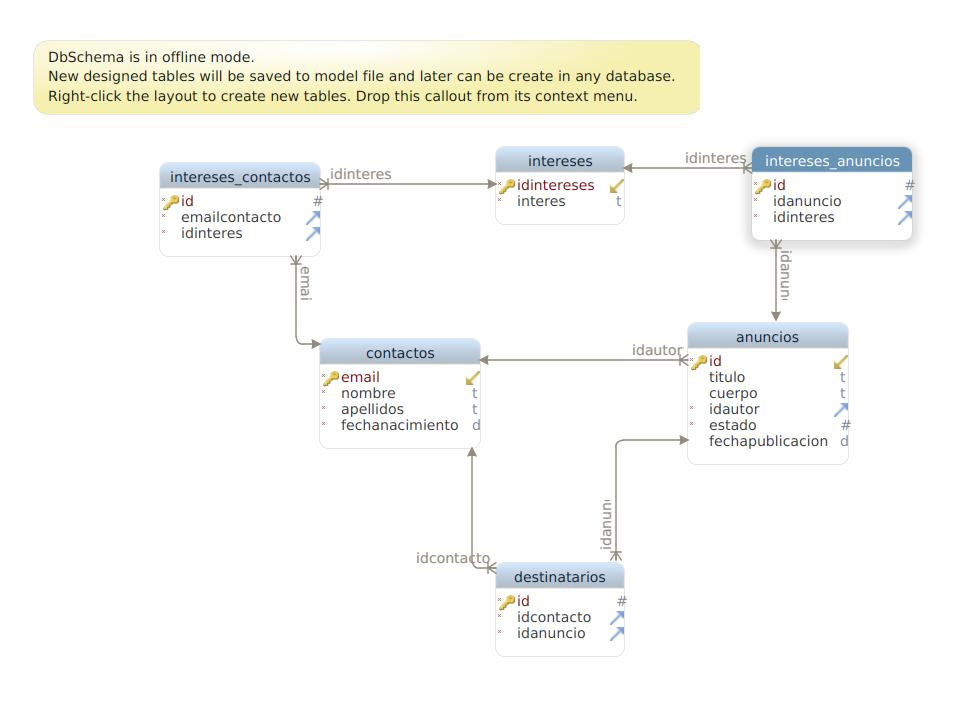 DbSchema is in offline mode.
New designed tables will be saved to model file and later can be create in any database.
Right-click the layout to create new tables. Drop this callout from its context menu.
intereses_contactos
id #
emailcontacto
idinteres
idinteres
intereses
idintereses
interes t
idinteres
intereses_anuncios
id #
idanuncio
idinteres
emai
idanun
contactos
email
nombre t
apellidos t
fechanacimiento d
idautor
anuncios
id
titulo t
cuerpo t
idautor
estado #
fechapublicacion d
idcontacto
idanun
destinatarios
id #
idcontacto
idanuncio